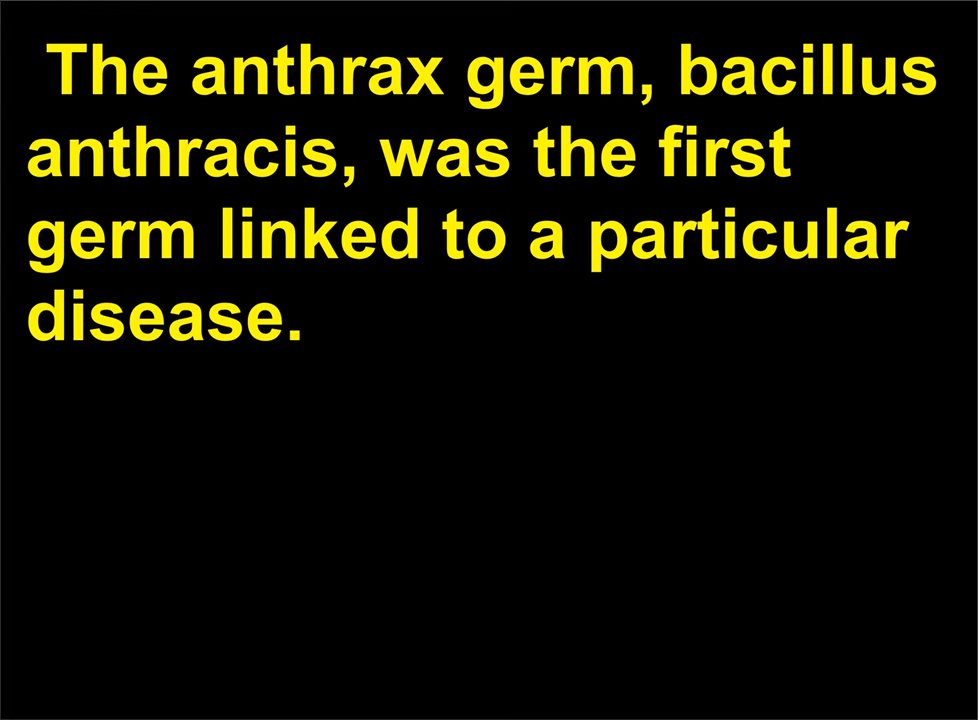 The anthrax germ, bacillus
anthracis, was the first
germ linked to a particular
disease.